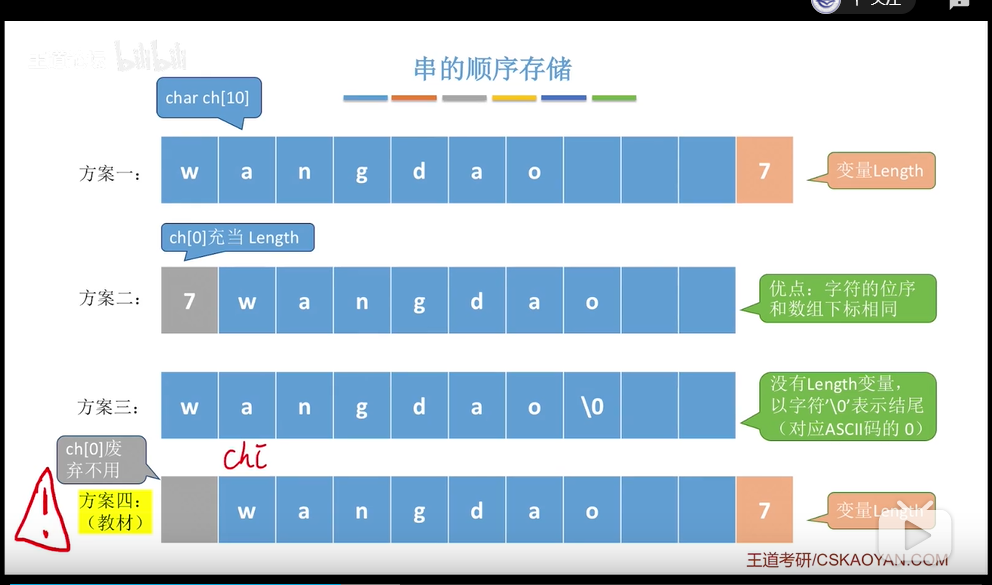 关注
王道考研 bilibili
串的顺序存储
char ch[10]
方案一：
w a n g d a o 7
变量Length
ch[0]充当 Length
方案二：
7 w a n g d a o
优点：字符的位序
和数组下标相同
方案三：
w a n g d a o \0
没有Length变量，
以字符'\0'表示结尾
（对应ASCII码的 0）
ch[0]废
弃不用
方案四：
（教材）
w a n g d a o 7
变量Length
王道考研/CSKAOYAN.COM